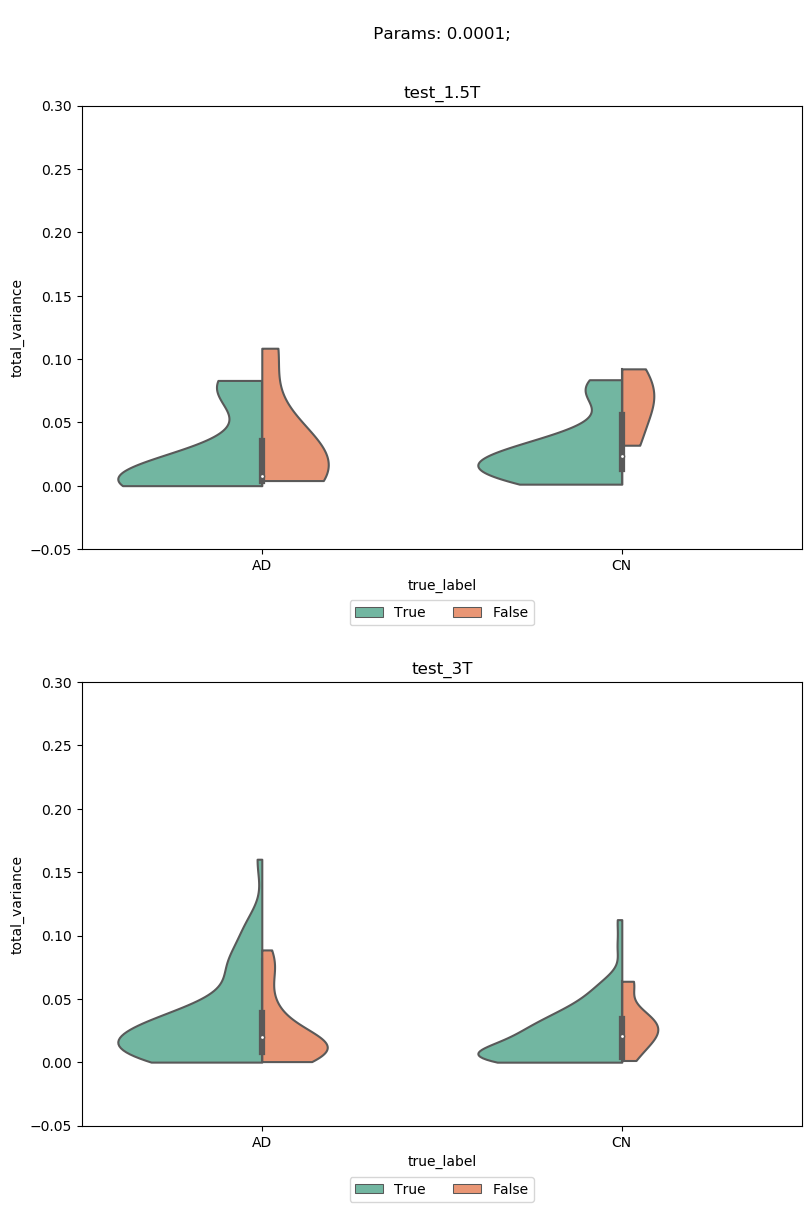 Params: 0.0001;
test_1.5T
0.30
0.25
0.20
0.15
0.10
0.05
0.00
−0.05
total_variance
AD CN
true_label
True False
test_3T
0.30
0.25
0.20
0.15
0.10
0.05
0.00
−0.05
total_variance
AD CN
true_label
True False